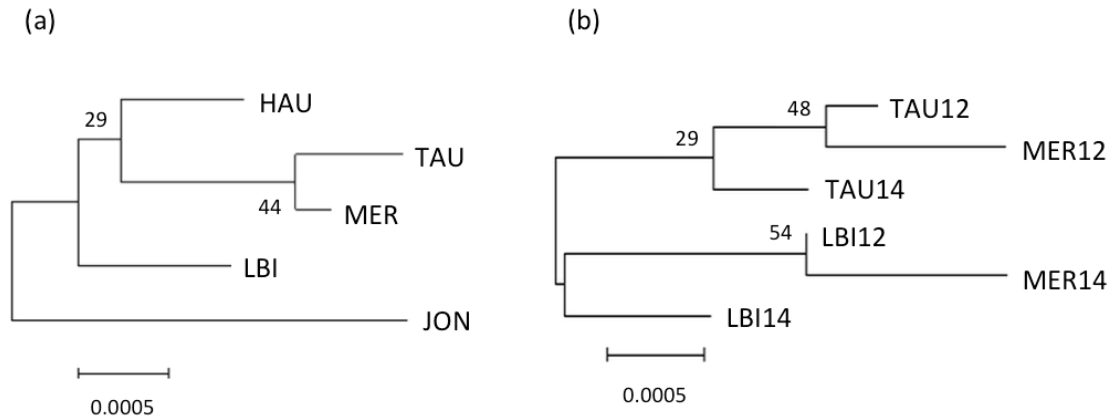 (a)
HAU
29
TAU
44
MER
LBI
JON
0.0005
(b)
TAU12
48
MER12
29
TAU14
54
LBI12
MER14
LBI14
0.0005